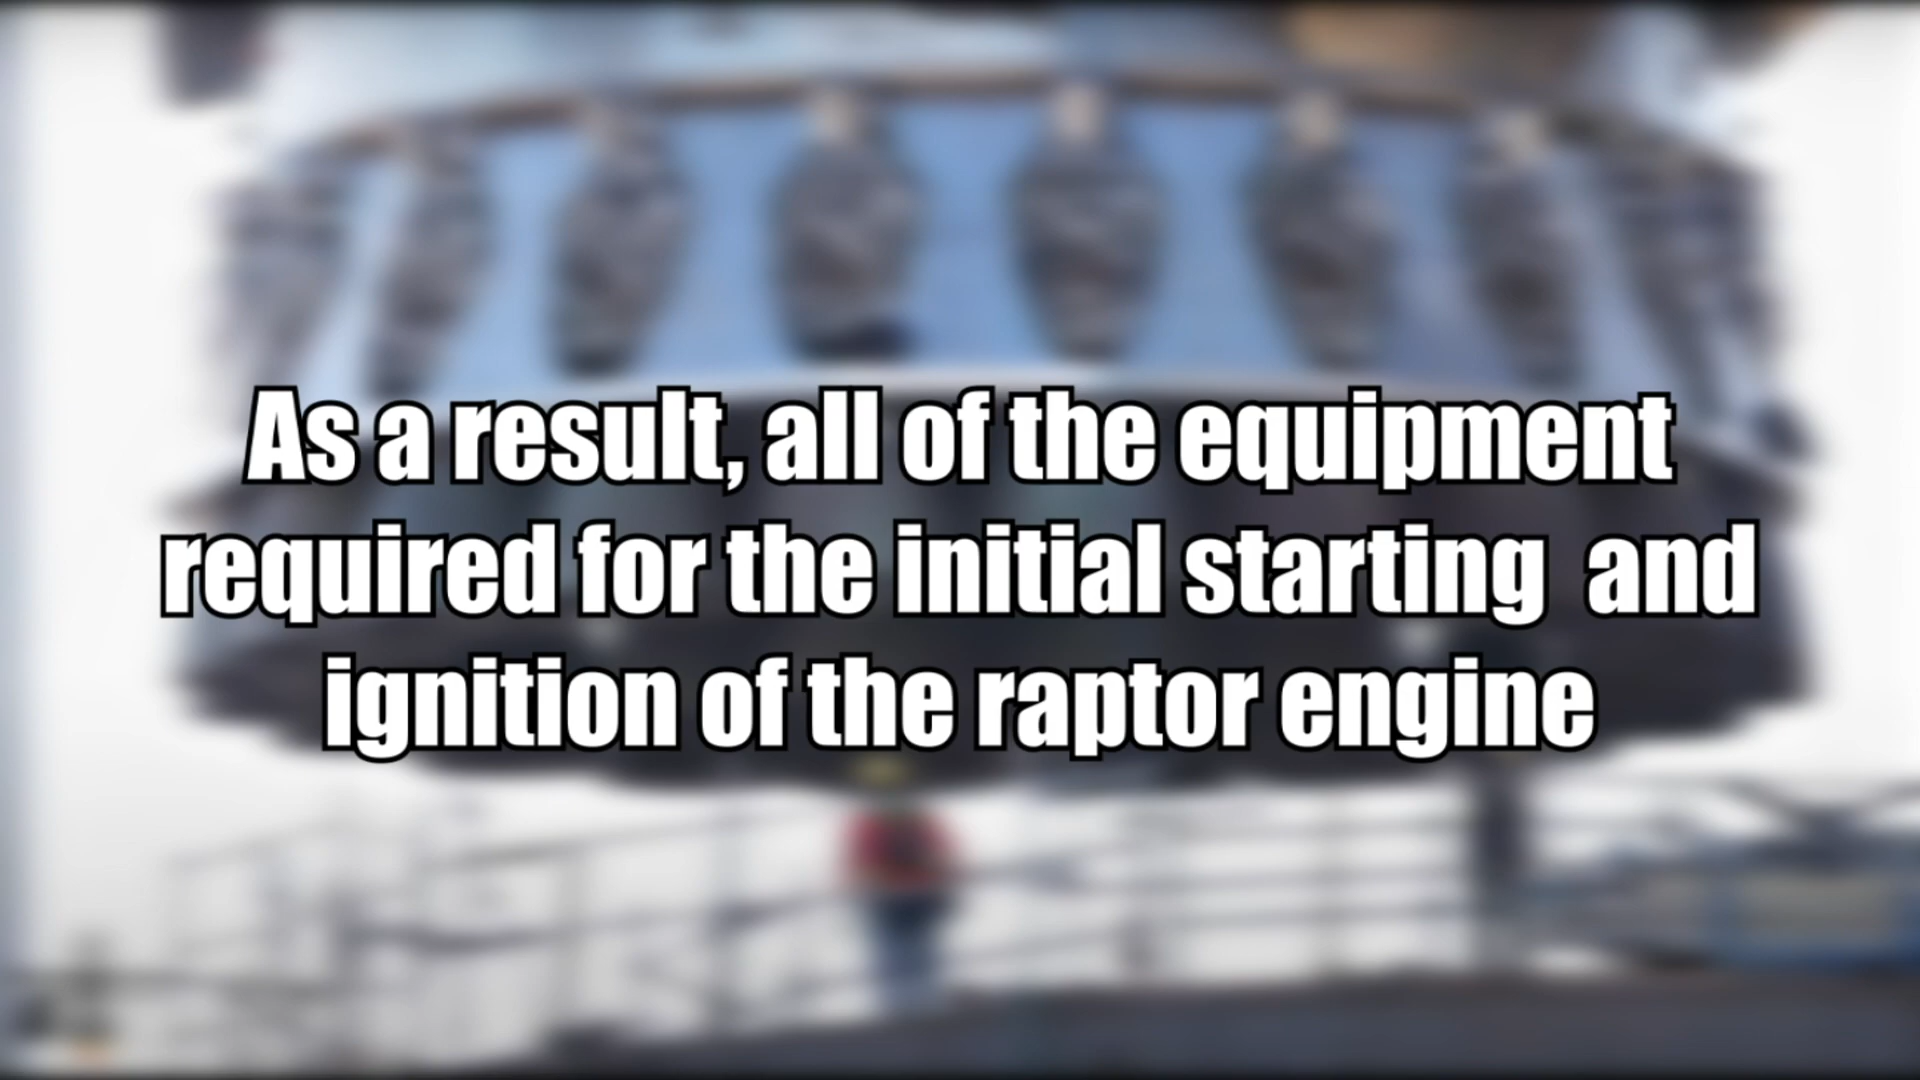 As a result, all of the equipment
required for the initial starting  and
ignition of the raptor engine